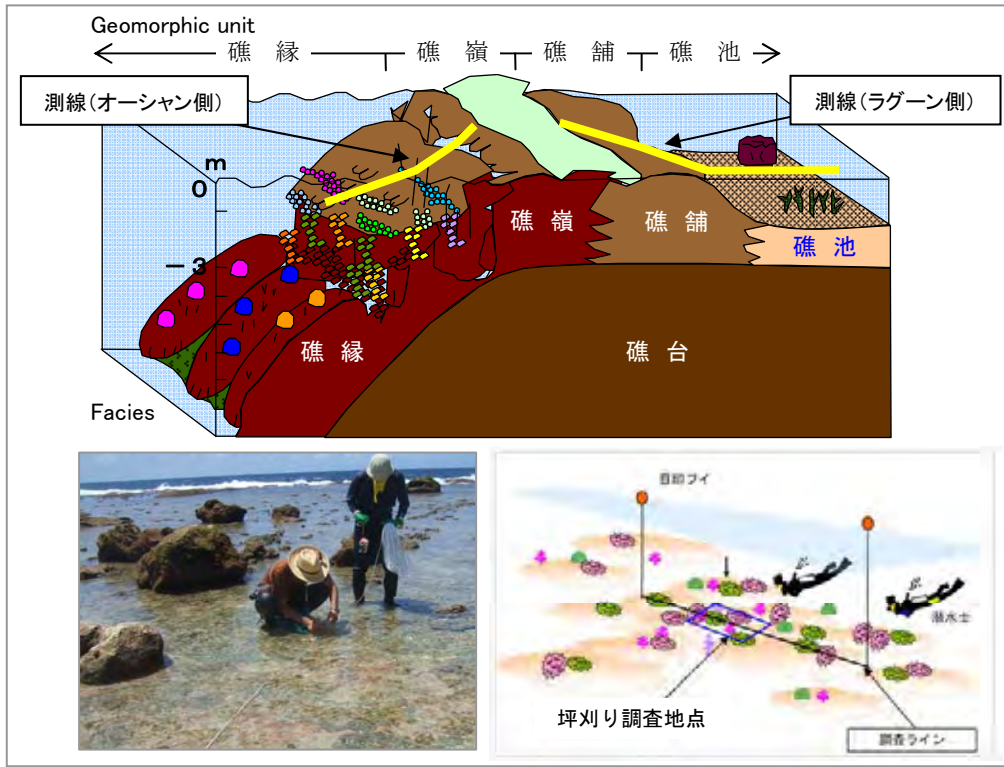 Geomorphic unit
礁 縁 礁 嶺 礁 舗 礁 池
測線(オーシャン側)
測線(ラグーン側)
m
0
−3
礁 嶺
礁 舗
礁 池
礁 縁
礁 台
Facies
目印ブイ
潜水士
坪刈り調査地点
調査ライン